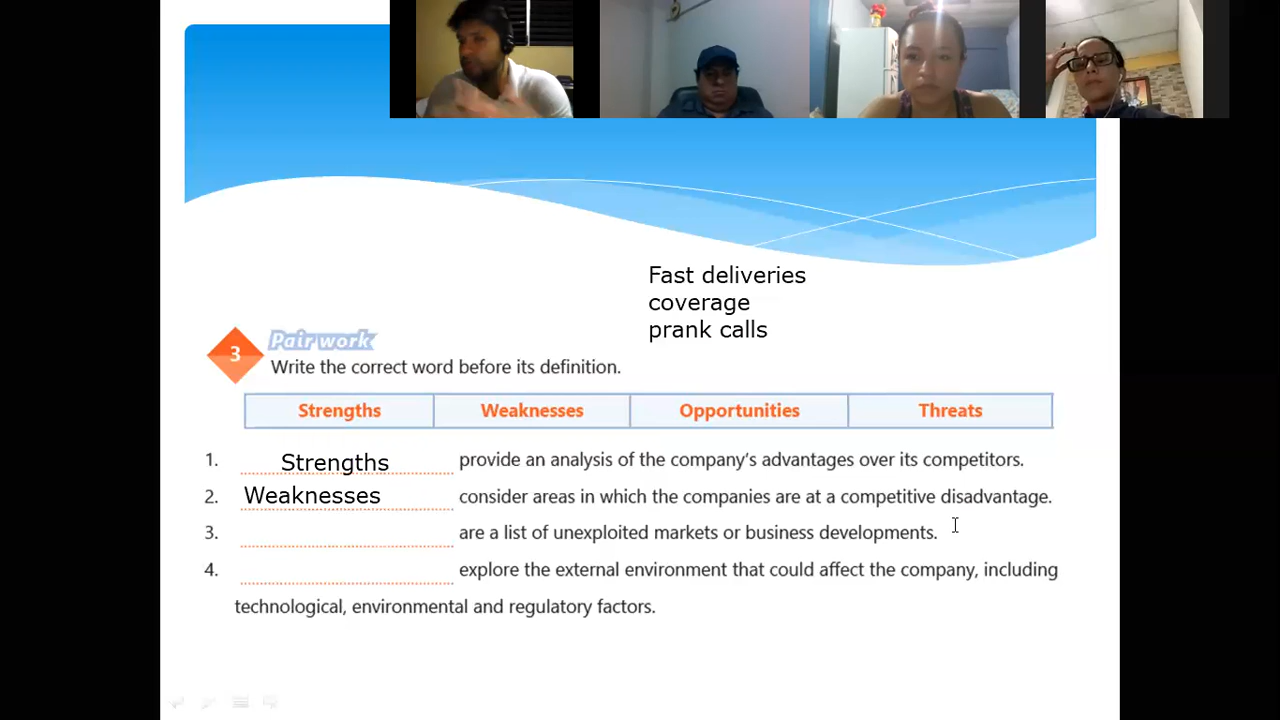 Fast deliveries
coverage
prank calls
3
Pair work
Write the correct word before its definition.
Strengths Weaknesses Opportunities Threats
1. Strengths provide an analysis of the company's advantages over its competitors.
2. Weaknesses consider areas in which the companies are at a competitive disadvantage.
3. are a list of unexploited markets or business developments.
4. explore the external environment that could affect the company, including
technological, environmental and regulatory factors.